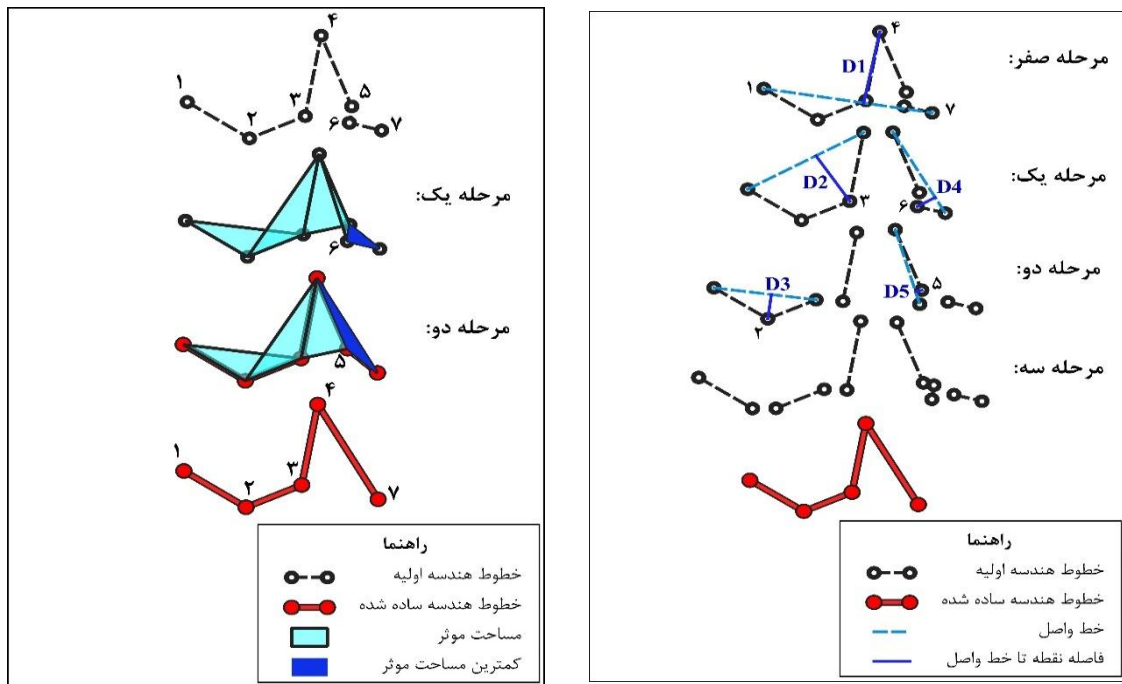 ۴
۱
۳
۵
۲
۶
۷
مرحله یک:
۶
مرحله دو:
۵
۴
۱
۳
۲
۷
راهنما
خطوط هندسه اولیه
خطوط هندسه ساده شده
مساحت موثر
کمترین مساحت موثر
۴
مرحله صفر:
D1
۱
۷
مرحله یک:
D2
D4
۳
۶
مرحله دو:
D3
D5
۵
۲
مرحله سه:
راهنما
خطوط هندسه اولیه
خطوط هندسه ساده شده
خط واصل
فاصله نقطه تا خط واصل